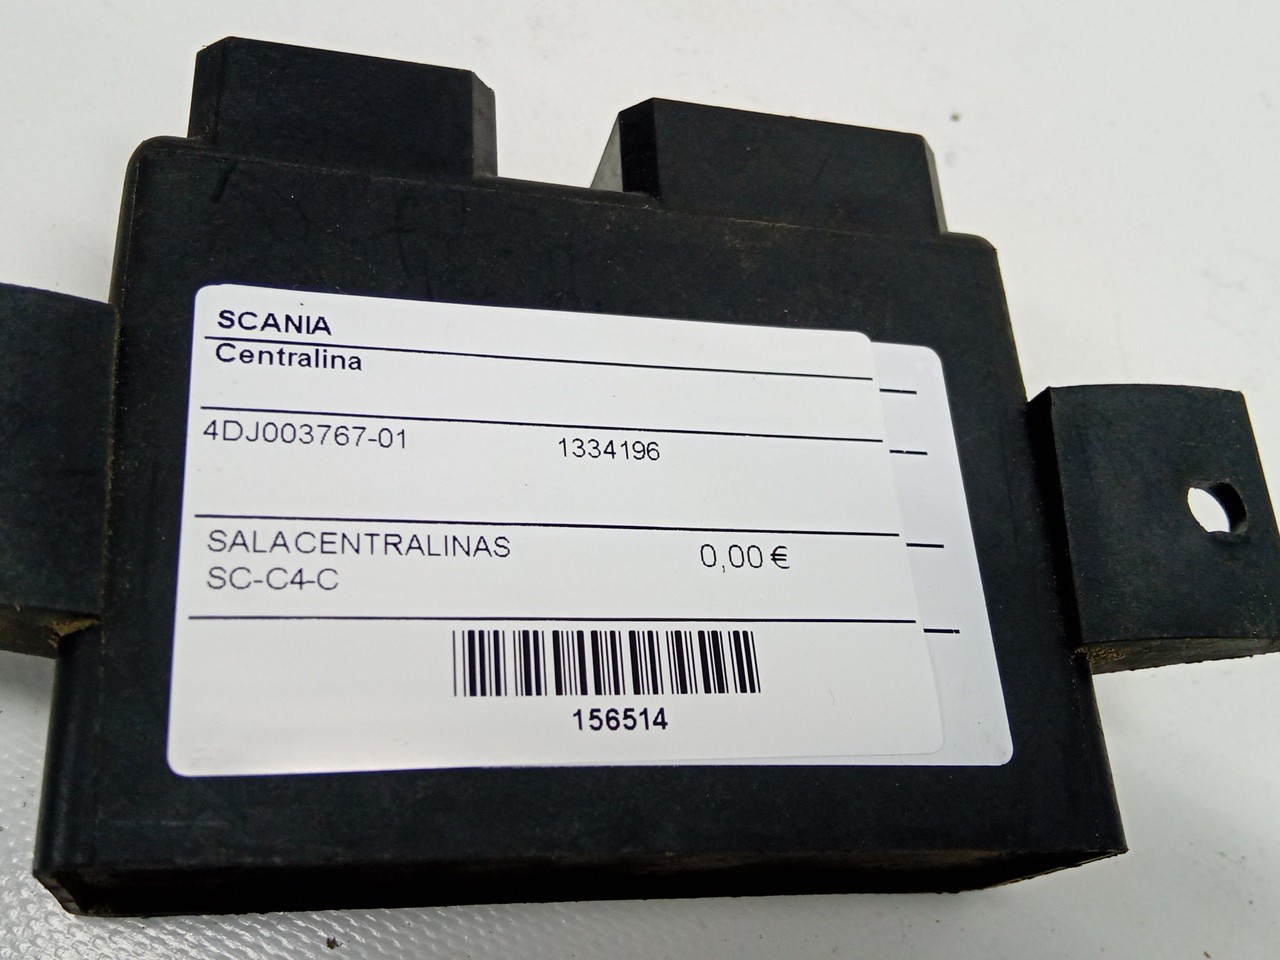 SCANIA
Centralina
4DJ003767-01 1334196
SALACENTRALINAS 0,00 €
SC-C4-C
156514